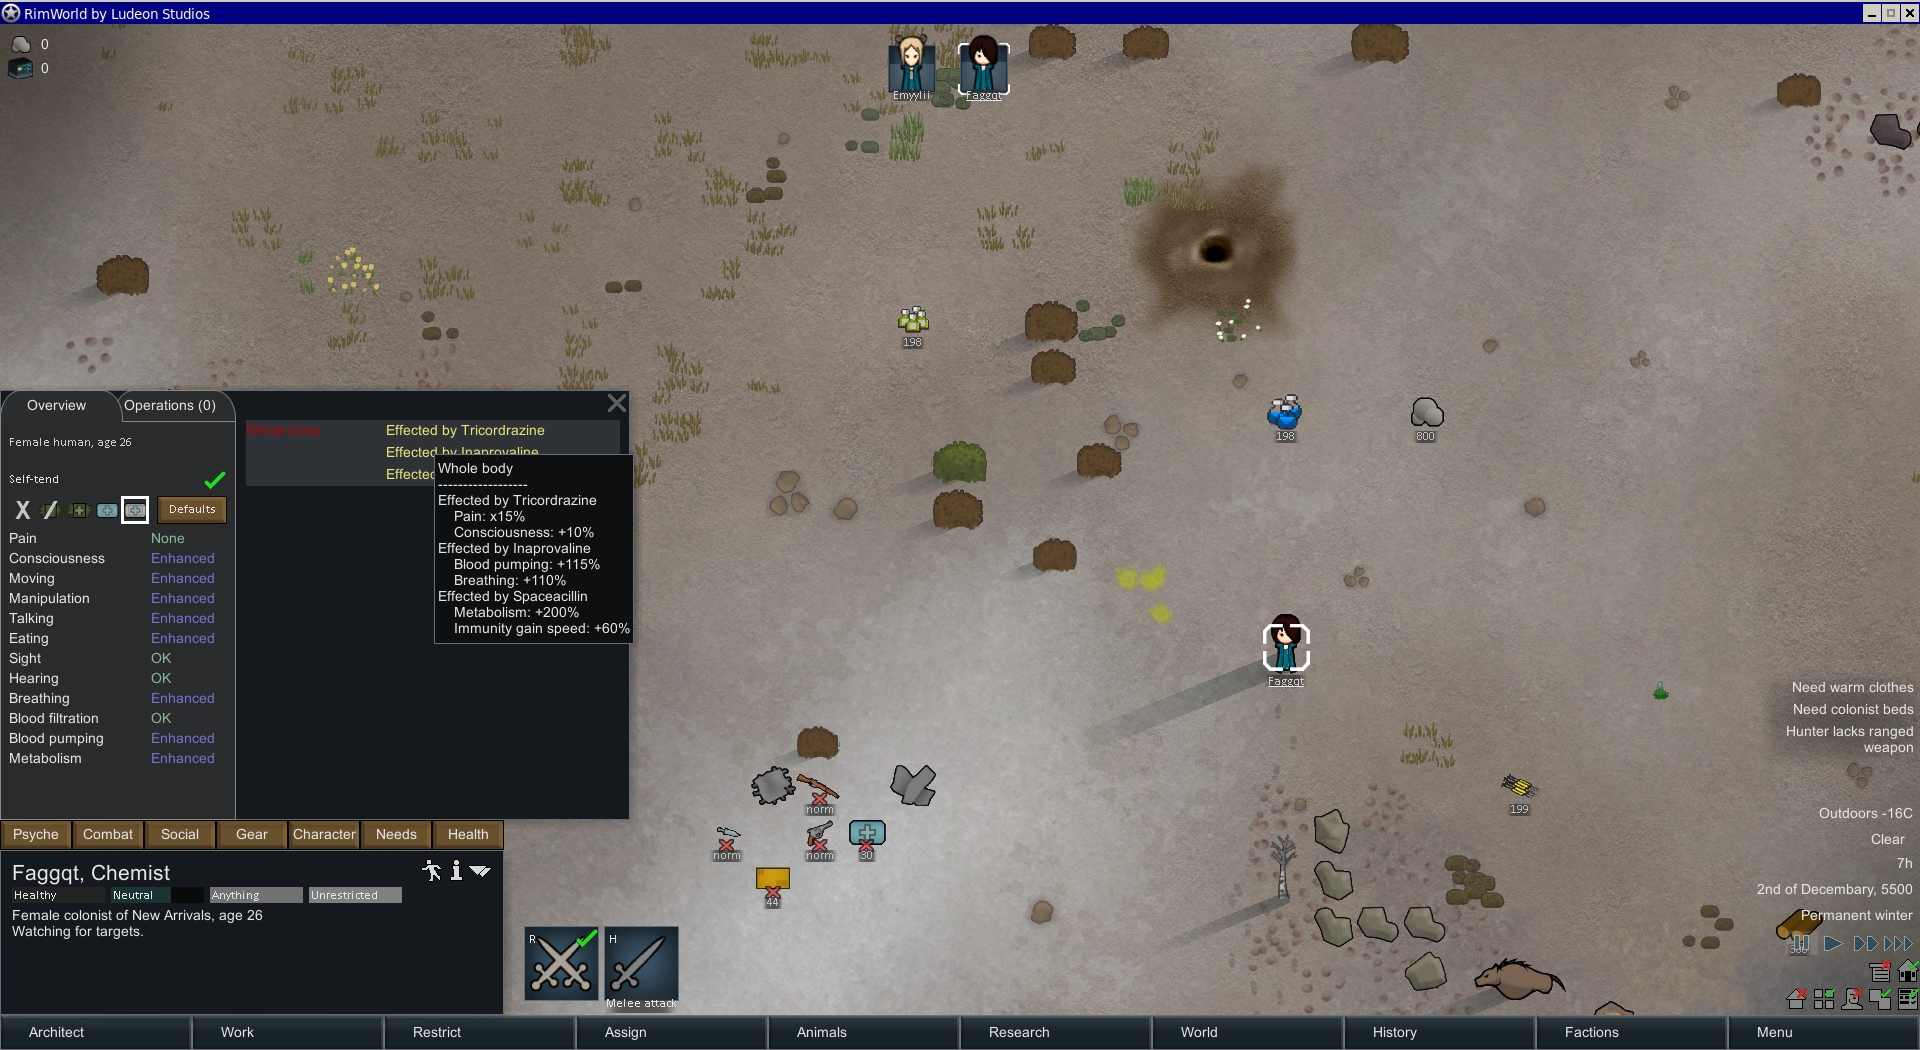 RimWorld by Ludeon Studios
0
0
Emyylii
Faggqt
198
198
800
Overview
Operations (0)
Female human, age 26
Self-tend
Defaults
Pain None
Consciousness Enhanced
Moving Enhanced
Manipulation Enhanced
Talking Enhanced
Eating Enhanced
Sight OK
Hearing OK
Breathing Enhanced
Blood filtration OK
Blood pumping Enhanced
Metabolism Enhanced
Whole body
Effected by Tricordrazine
Effected by Inaprovaline
Effected
Whole body
------------------
Effected by Tricordrazine
Pain: x15%
Consciousness: +10%
Effected by Inaprovaline
Blood pumping: +115%
Breathing: +110%
Effected by Spaceacillin
Metabolism: +200%
Immunity gain speed: +60%
Faggqt
Need warm clothes
Need colonist beds
Hunter lacks ranged
weapon
norm
199
norm
norm
30
44
Outdoors -16C
Clear
7h
2nd of Decembary, 5500
Permanent winter
Psyche
Combat
Social
Gear
Character
Needs
Health
Faggqt, Chemist
Healthy
Neutral
Anything
Unrestricted
Female colonist of New Arrivals, age 26
Watching for targets.
R
H
Melee attack
Architect
Work
Restrict
Assign
Animals
Research
World
History
Factions
Menu